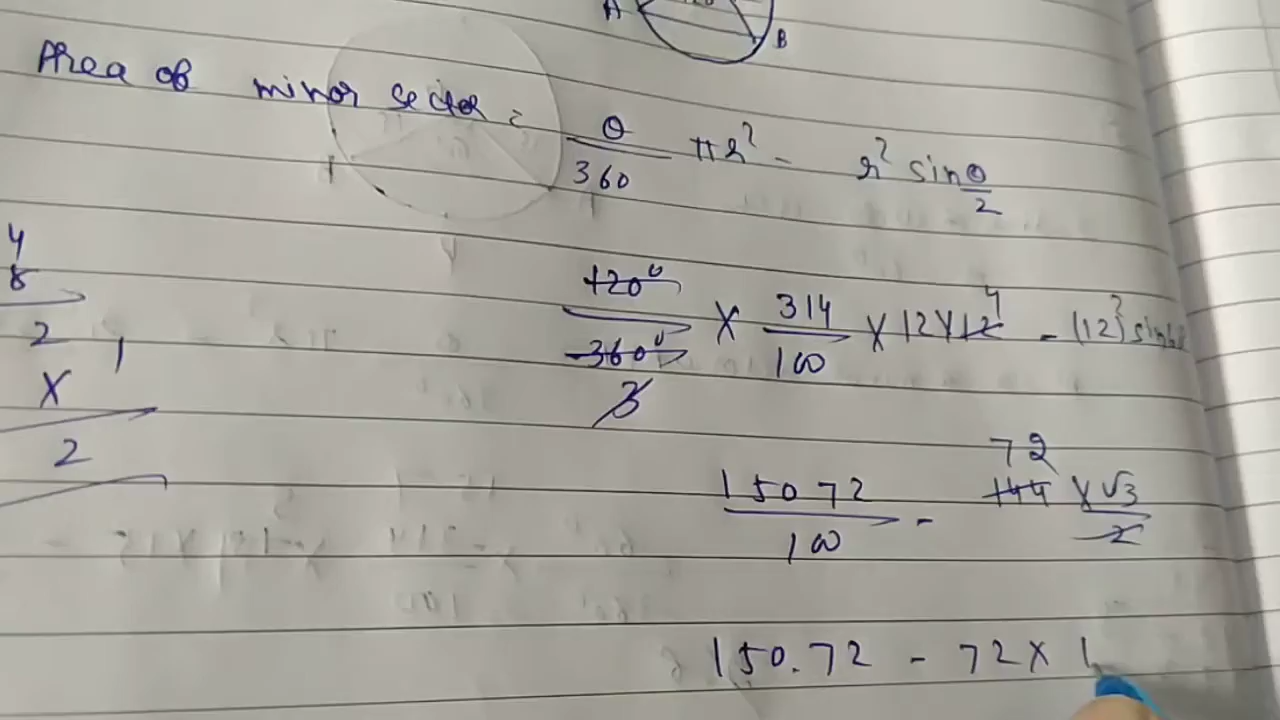 A
B
Area of minor sector = θ/360 πr² - r² sin θ/2
4
8
2 1
X
2
120°/360° X 314/100 X 12 X 12 4 - (12)² sin
3
72
15072/100 - 144 X √3/2
150.72 - 72 X 1